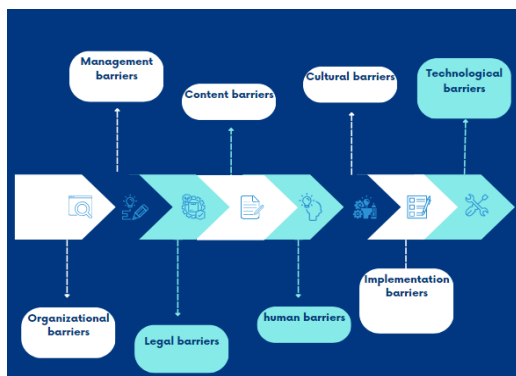 Management
barriers
Content barriers
Cultural barriers
Technological
barriers
Organizational
barriers
Legal barriers
human barriers
Implementation
barriers